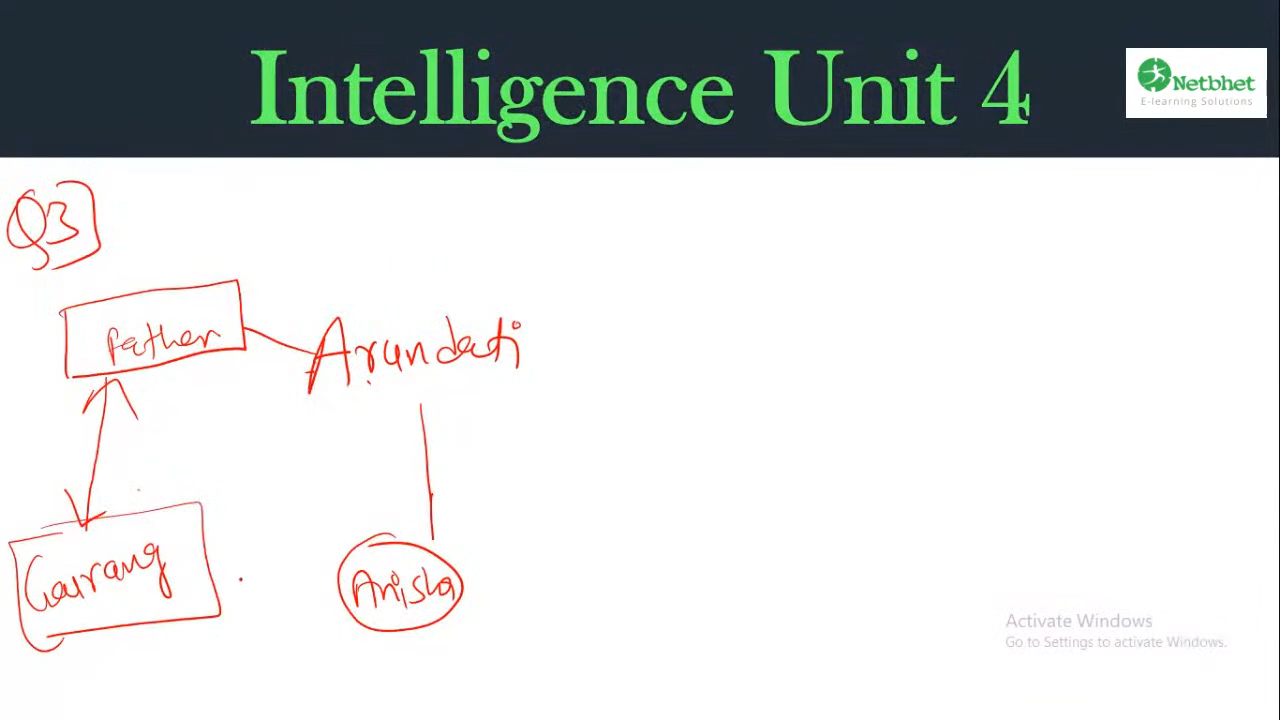 Intelligence Unit 4
Netbhet
E-learning Solutions
Q3
Father
Arundati
Gaurang
Anisha
Activate Windows
Go to Settings to activate Windows.